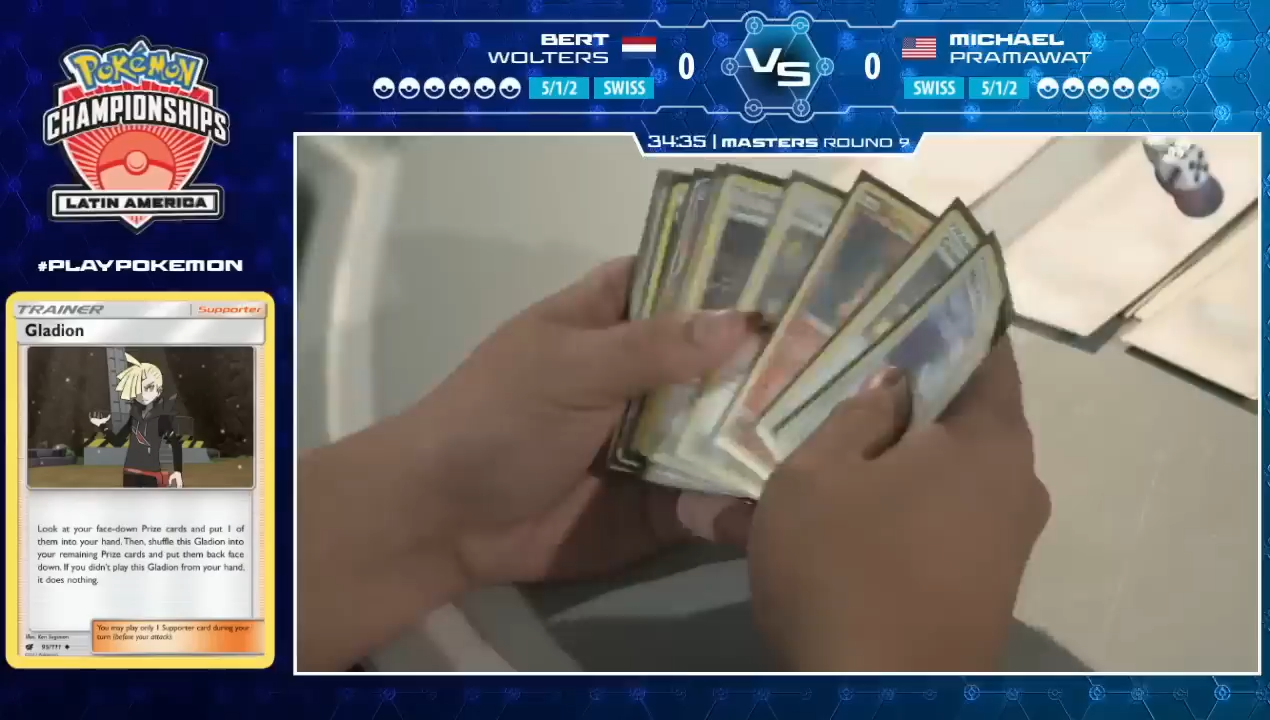 Pokémon
CHAMPIONSHIPS
LATIN AMERICA
#PLAYPOKEMON
BERT
WOLTERS
0
VS
0
MICHAEL
PRAMAWAT
5/1/2
SWISS
SWISS
5/1/2
34:35 | MASTERS ROUND 9
TRAINER
Supporter
Gladion
Look at your face-down Prize cards and put 1 of
them into your hand. Then, shuffle this Gladion into
your remaining Prize cards and put them back face
down. If you didn't play this Gladion from your hand,
it does nothing.
You may play only 1 Supporter card during your
turn (before your attack).
95/111